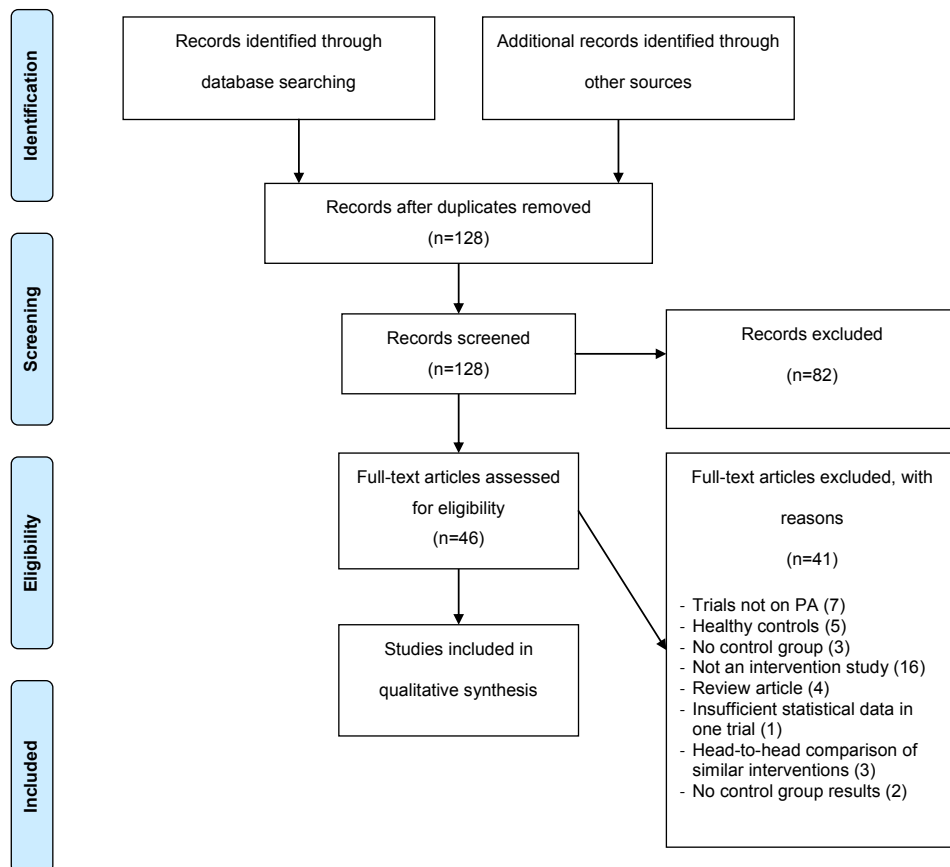 Identification
Records identified through
database searching
Additional records identified through
other sources
Records after duplicates removed
(n=128)
Screening
Records screened
(n=128)
Records excluded
(n=82)
Eligibility
Full-text articles assessed
for eligibility
(n=46)
Full-text articles excluded, with
reasons
(n=41)
- Trials not on PA (7)
- Healthy controls (5)
- No control group (3)
- Not an intervention study (16)
- Review article (4)
- Insufficient statistical data in
one trial (1)
- Head-to-head comparison of
similar interventions (3)
- No control group results (2)
Included
Studies included in
qualitative synthesis